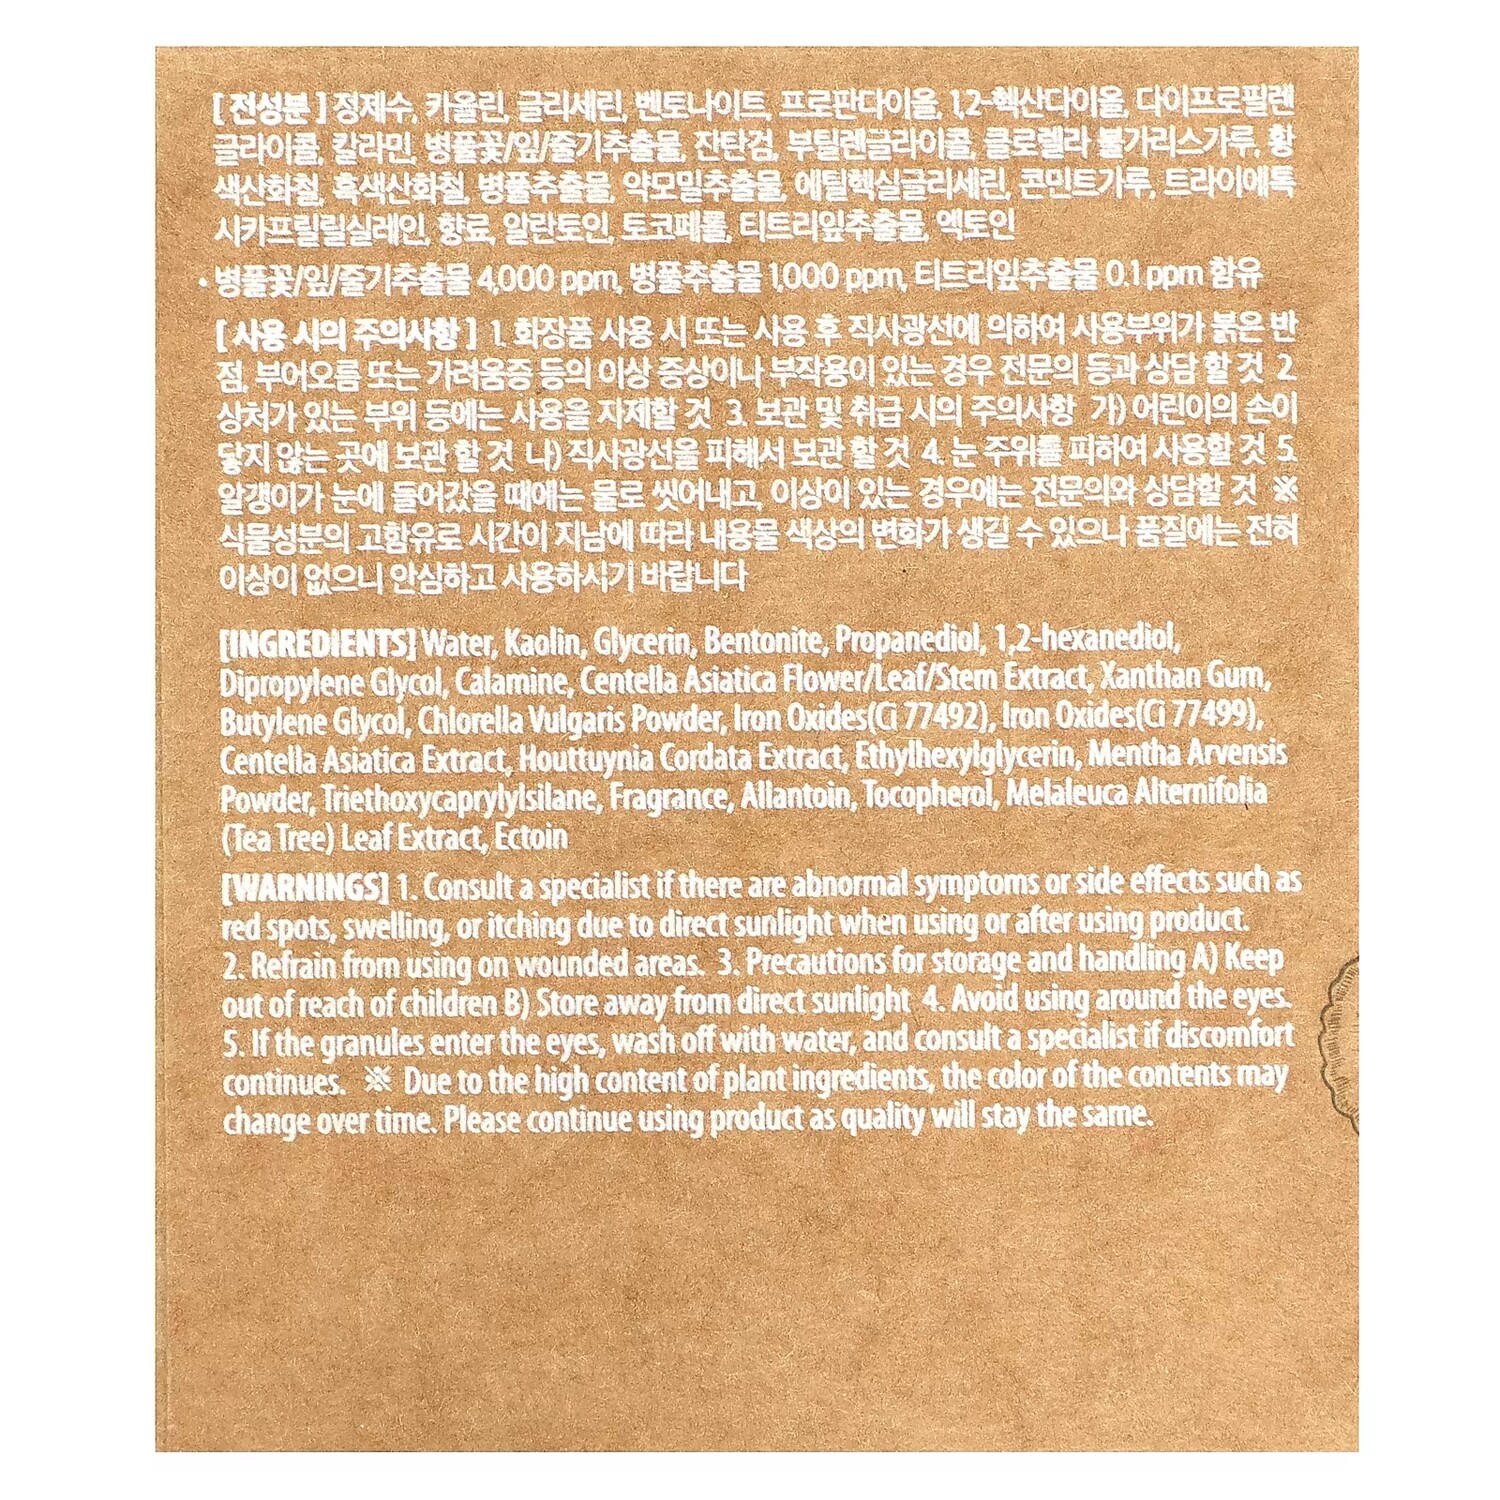 [ 전성분 ] 정제수, 카올린, 글리세린, 벤토나이트, 프로판다이올, 1,2-헥산다이올, 다이프로필렌
글라이콜, 칼라민, 병풀꽃/잎/줄기추출물, 잔탄검, 부틸렌글라이콜, 클로렐라 불가리스가루, 황
색산화철, 흑색산화철, 병풀추출물, 약모밀추출물, 에틸헥실글리세린, 콘민트가루, 트라이에톡
시카프릴릴실레인, 향료, 알란토인, 토코페롤, 티트리잎추출물, 엑토인
• 병풀꽃/잎/줄기추출물 4,000 ppm, 병풀추출물 1,000 ppm, 티트리잎추출물 0.1 ppm 함유
[ 사용 시의 주의사항 ] 1. 화장품 사용 시 또는 사용 후 직사광선에 의하여 사용부위가 붉은 반
점, 부어오름 또는 가려움증 등의 이상 증상이나 부작용이 있는 경우 전문의 등과 상담 할 것 2.
상처가 있는 부위 등에는 사용을 자제할 것 3. 보관 및 취급 시의 주의사항 가) 어린이의 손이
닿지 않는 곳에 보관 할 것 나) 직사광선을 피해서 보관 할 것 4. 눈 주위를 피하여 사용할 것 5.
알갱이가 눈에 들어갔을 때에는 물로 씻어내고, 이상이 있는 경우에는 전문의와 상담할 것 ※
식물성분의 고함유로 시간이 지남에 따라 내용물 색상의 변화가 생길 수 있으나 품질에는 전혀
이상이 없으니 안심하고 사용하시기 바랍니다
[INGREDIENTS] Water, Kaolin, Glycerin, Bentonite, Propanediol, 1,2-hexanediol,
Dipropylene Glycol, Calamine, Centella Asiatica Flower/Leaf/Stem Extract, Xanthan Gum,
Butylene Glycol, Chlorella Vulgaris Powder, Iron Oxides(Ci 77492), Iron Oxides(Ci 77499),
Centella Asiatica Extract, Houttuynia Cordata Extract, Ethylhexylglycerin, Mentha Arvensis
Powder, Triethoxycaprylylsilane, Fragrance, Allantoin, Tocopherol, Melaleuca Alternifolia
(Tea Tree) Leaf Extract, Ectoin
[WARNINGS] 1. Consult a specialist if there are abnormal symptoms or side effects such as
red spots, swelling, or itching due to direct sunlight when using or after using product.
2. Refrain from using on wounded areas. 3. Precautions for storage and handling A) Keep
out of reach of children B) Store away from direct sunlight 4. Avoid using around the eyes.
5. If the granules enter the eyes, wash off with water, and consult a specialist if discomfort
continues. ※ Due to the high content of plant ingredients, the color of the contents may
change over time. Please continue using product as quality will stay the same.